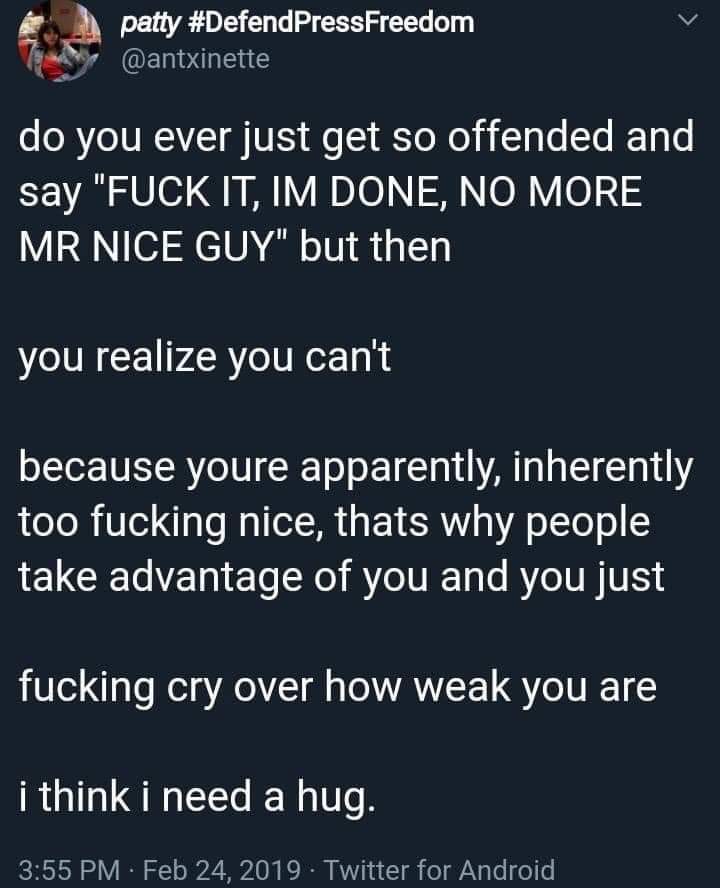 patty #DefendPressFreedom
@antxinette
do you ever just get so offended and
say "FUCK IT, IM DONE, NO MORE
MR NICE GUY" but then
you realize you can't
because youre apparently, inherently
too fucking nice, thats why people
take advantage of you and you just
fucking cry over how weak you are
i think i need a hug.
3:55 PM · Feb 24, 2019 · Twitter for Android